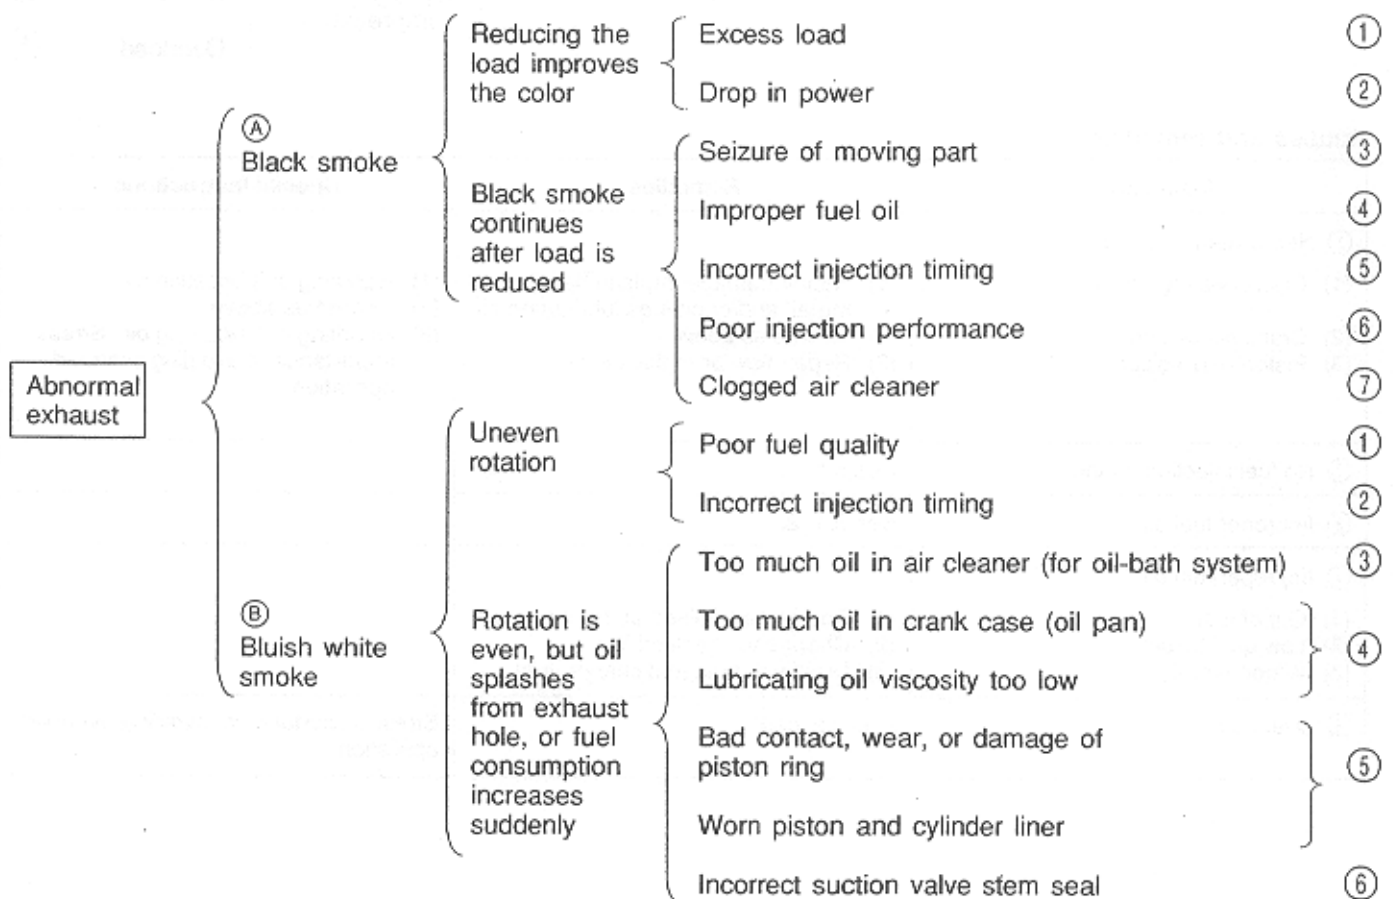 Abnormal
exhaust
Ⓐ
Black smoke
Reducing the
load improves
the color
Excess load ①
Drop in power ②
Black smoke
continues
after load is
reduced
Seizure of moving part ③
Improper fuel oil ④
Incorrect injection timing ⑤
Poor injection performance ⑥
Clogged air cleaner ⑦
Ⓑ
Bluish white
smoke
Uneven
rotation
Poor fuel quality ①
Incorrect injection timing ②
Rotation is
even, but oil
splashes
from exhaust
hole, or fuel
consumption
increases
suddenly
Too much oil in air cleaner (for oil-bath system) ③
Too much oil in crank case (oil pan)
Lubricating oil viscosity too low
④
Bad contact, wear, or damage of
piston ring
Worn piston and cylinder liner
⑤
Incorrect suction valve stem seal ⑥